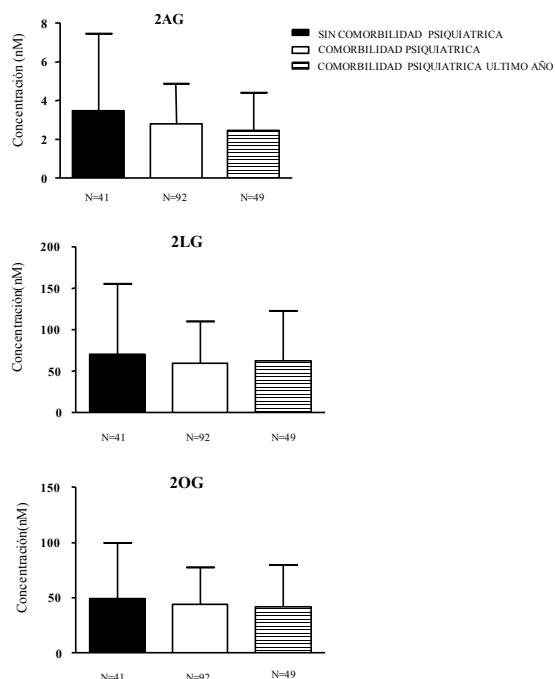 2AG
SIN COMORBILIDAD PSIQUIATRICA
COMORBILIDAD PSIQUIATRICA
COMORBILIDAD PSIQUIATRICA ULTIMO AÑO
Concentración (nM)
8
6
4
2
0
N=41 N=92 N=49
2LG
Concentración(nM)
200
150
100
50
0
N=41 N=92 N=49
2OG
Concentración(nM)
150
100
50
0
N=41 N=92 N=49